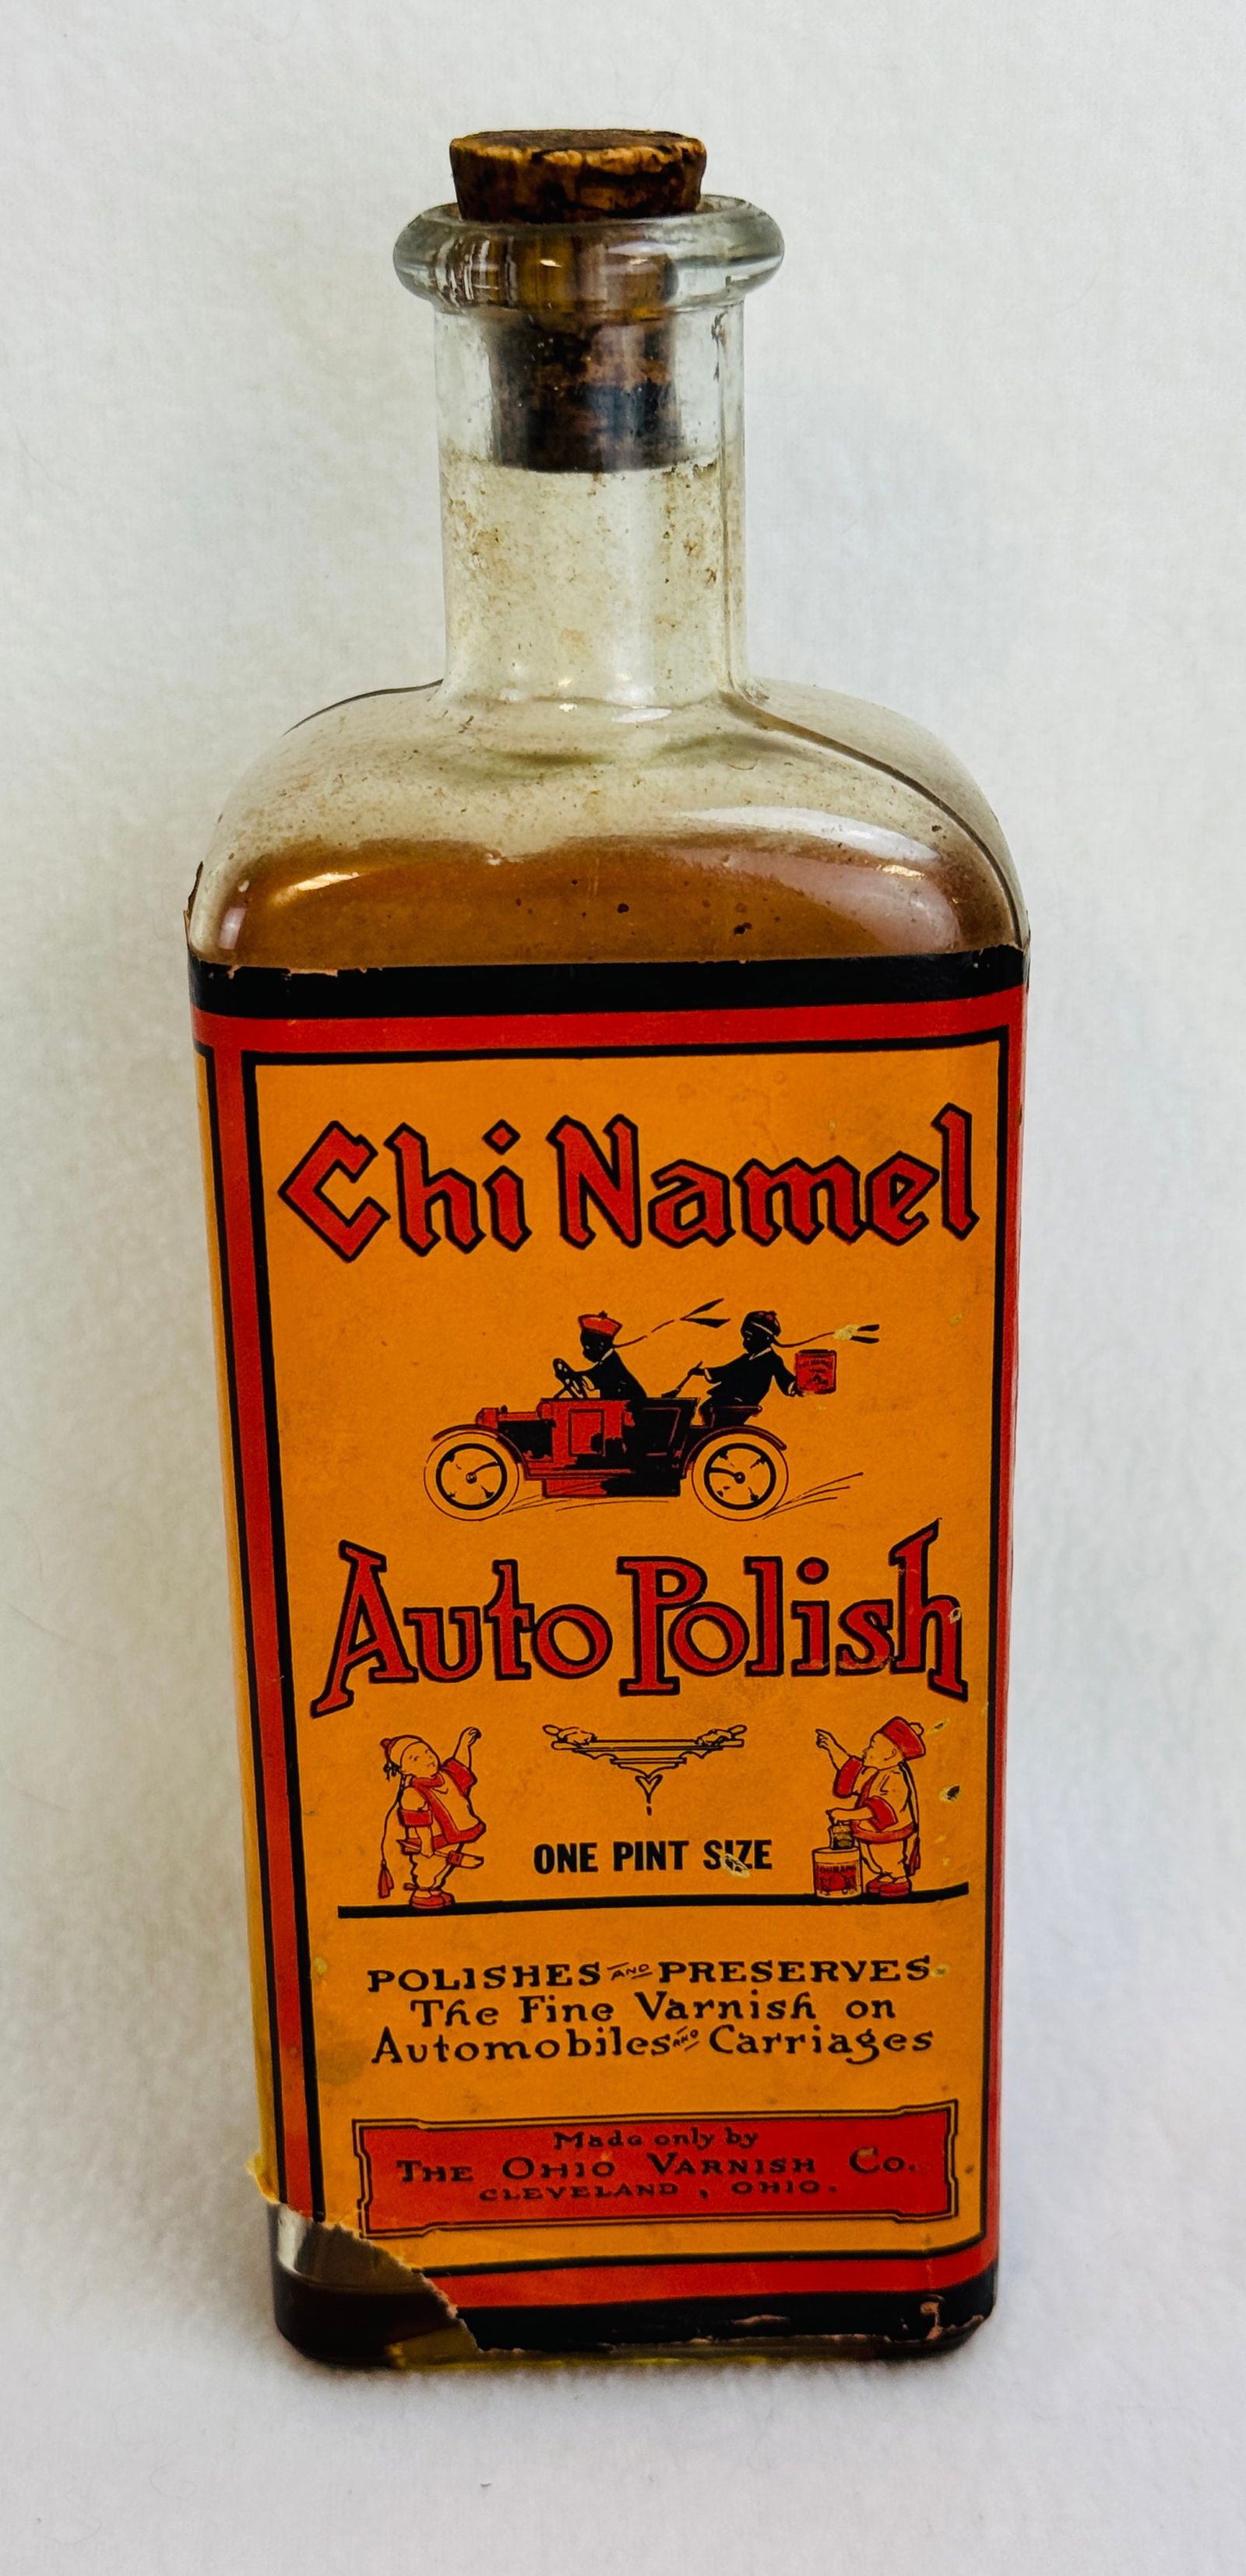 Chi Namel
Auto Polish
ONE PINT SIZE
POLISHES AND PRESERVES
The Fine Varnish on
Automobiles AND Carriages
Made only by
THE OHIO VARNISH CO.
CLEVELAND, OHIO.